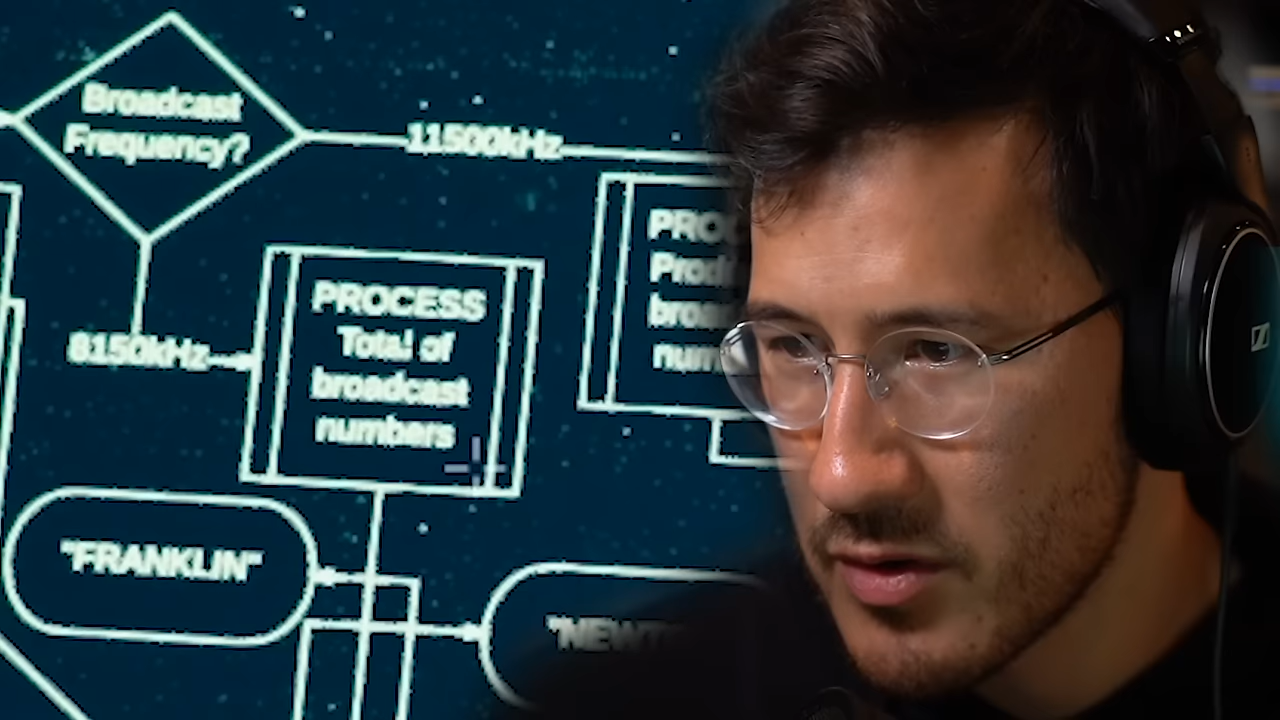 Broadcast
Frequency?
11500kHz
8150kHz
PROCESS
Total of
broadcast
numbers
"FRANKLIN"